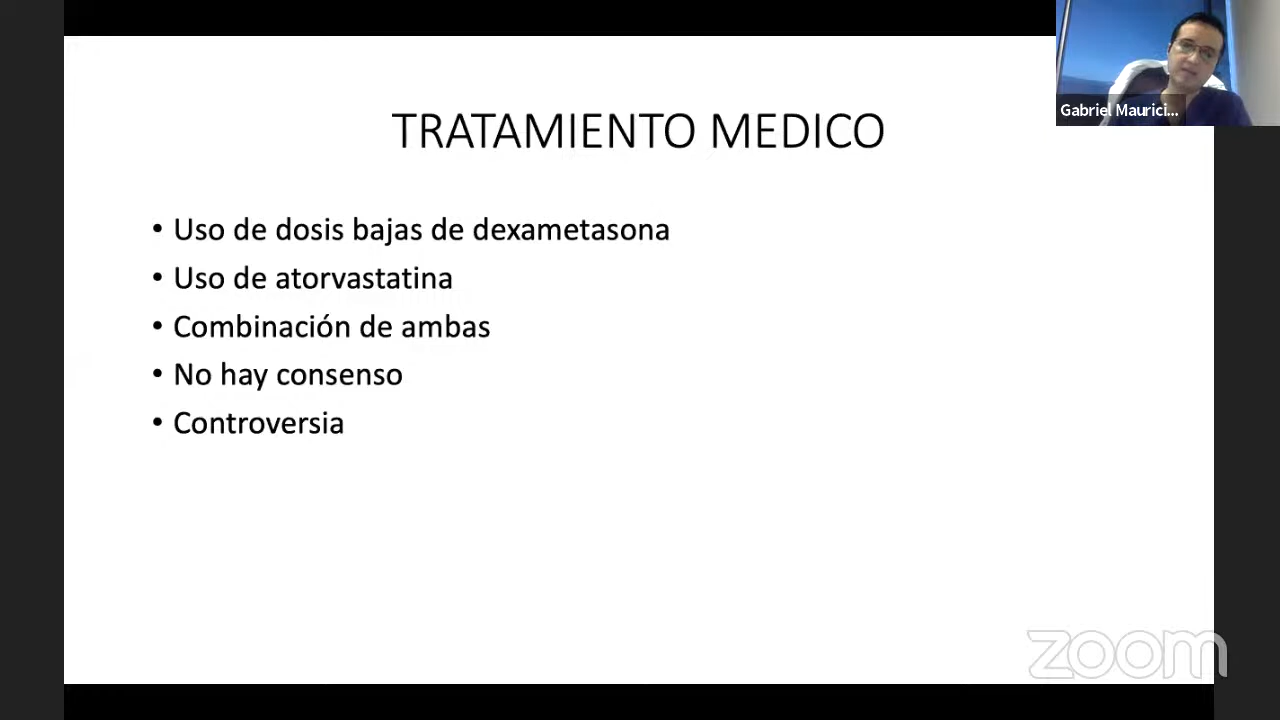 Gabriel Maurici...
TRATAMIENTO MEDICO
• Uso de dosis bajas de dexametasona
• Uso de atorvastatina
• Combinación de ambas
• No hay consenso
• Controversia
zoom